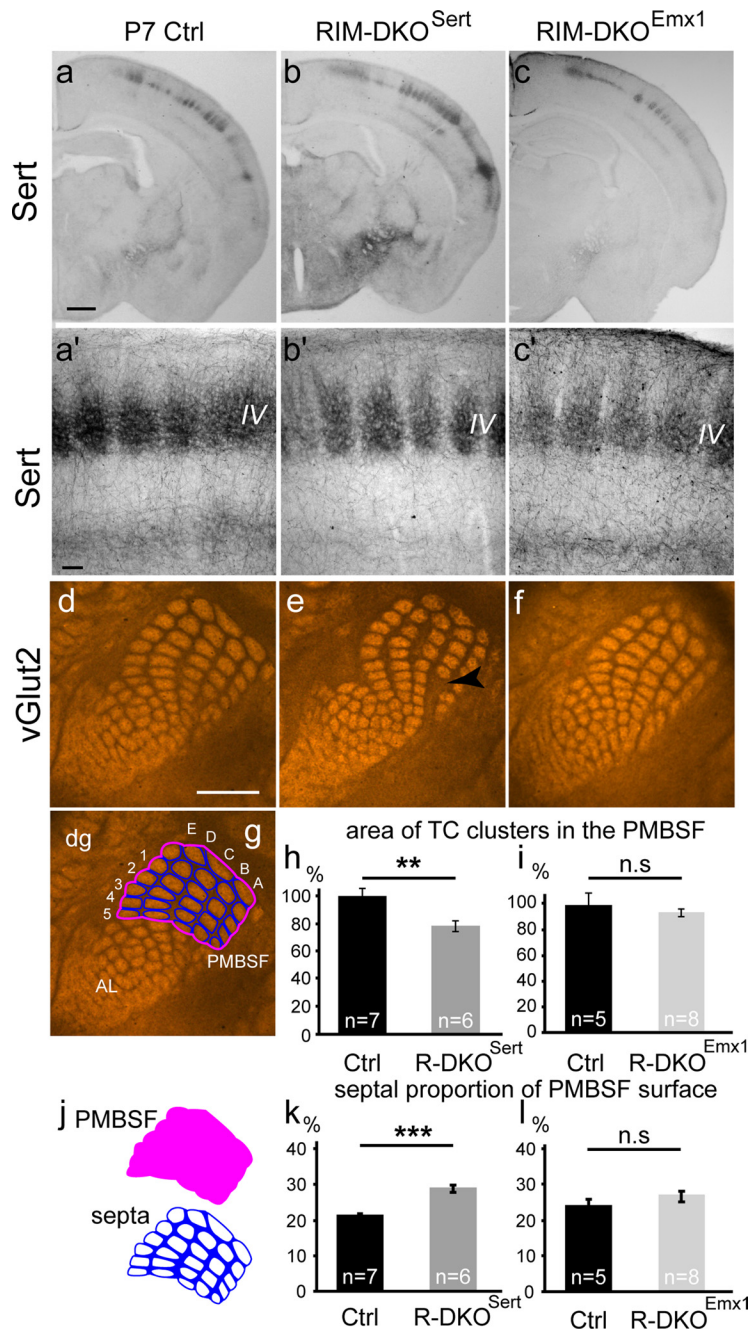 P7 Ctrl RIM-DKO^Sert RIM-DKO^Emx1
Sert
a b c
Sert
a' b' c'
IV IV IV
vGlut2
d e f
dg g
E D C B A
1 2 3 4 5
PMBSF
AL
area of TC clusters in the PMBSF
h % ** i % n.s
100 80 60 40 20 0
100 80 60 40 20 0
n=7 n=6 n=5 n=8
Ctrl R-DKO^Sert Ctrl R-DKO^Emx1
septal proportion of PMBSF surface
j PMBSF
septa
k % *** l % n.s
40 30 20 10 0
40 30 20 10 0
n=7 n=6 n=5 n=8
Ctrl R-DKO^Sert Ctrl R-DKO^Emx1